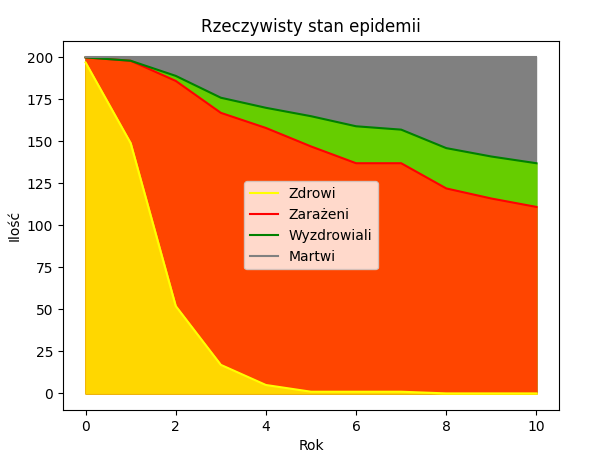 Rzeczywisty stan epidemii
200
175
150
125
100
75
50
25
0
Ilość
Zdrowi
Zarażeni
Wyzdrowiali
Martwi
0 2 4 6 8 10
Rok